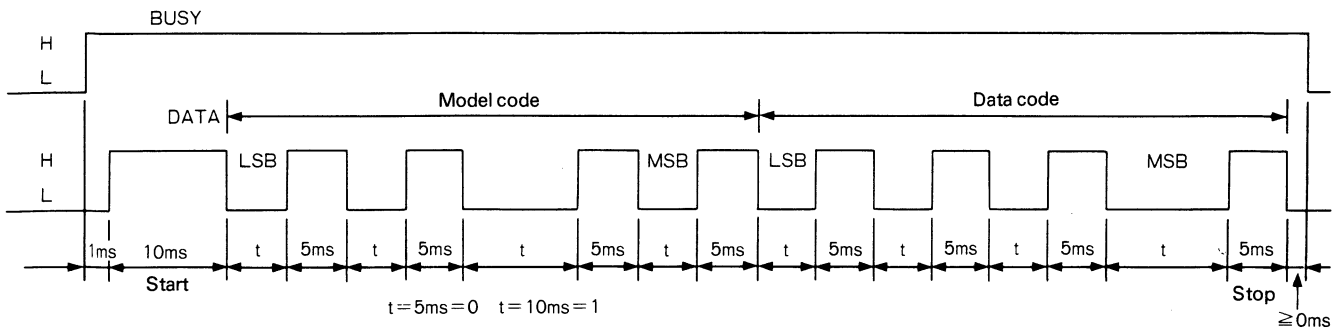 BUSY
H
L
Model code
Data code
DATA
H
LSB
MSB
LSB
MSB
L
1ms
10ms
t
5ms
t
5ms
t
5ms
t
5ms
t
5ms
t
5ms
t
5ms
t
5ms
Start
Stop
t=5ms=0 t=10ms=1
≧0ms